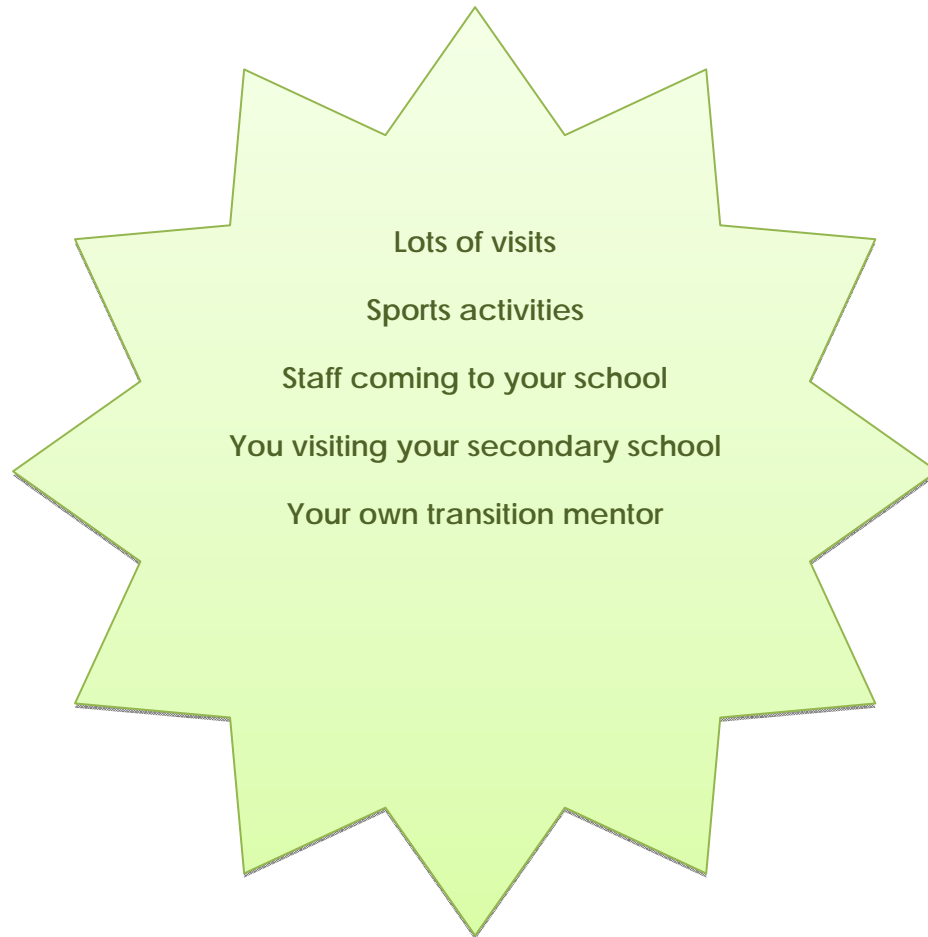 Lots of visits
Sports activities
Staff coming to your school
You visiting your secondary school
Your own transition mentor